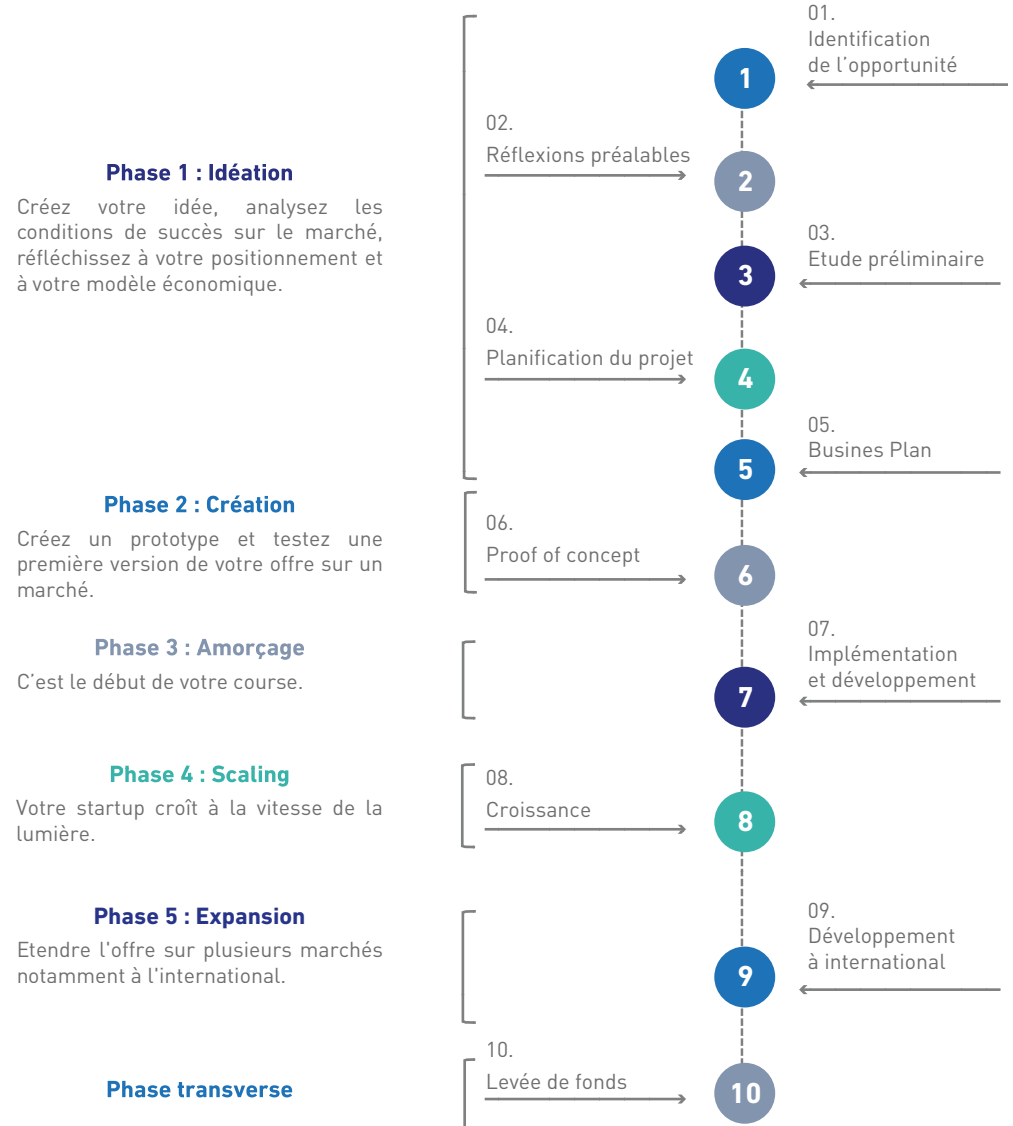 01.
Identification
de l'opportunité
1
02.
Réflexions préalables
2
Phase 1 : Idéation
Créez votre idée, analysez les
conditions de succès sur le marché,
réfléchissez à votre positionnement et
à votre modèle économique.
03.
Etude préliminaire
3
04.
Planification du projet
4
05.
Busines Plan
5
Phase 2 : Création
Créez un prototype et testez une
première version de votre offre sur un
marché.
06.
Proof of concept
6
Phase 3 : Amorçage
C'est le début de votre course.
07.
Implémentation
et développement
7
Phase 4 : Scaling
Votre startup croît à la vitesse de la
lumière.
08.
Croissance
8
Phase 5 : Expansion
Etendre l'offre sur plusieurs marchés
notamment à l'international.
09.
Développement
à international
9
Phase transverse
10.
Levée de fonds
10